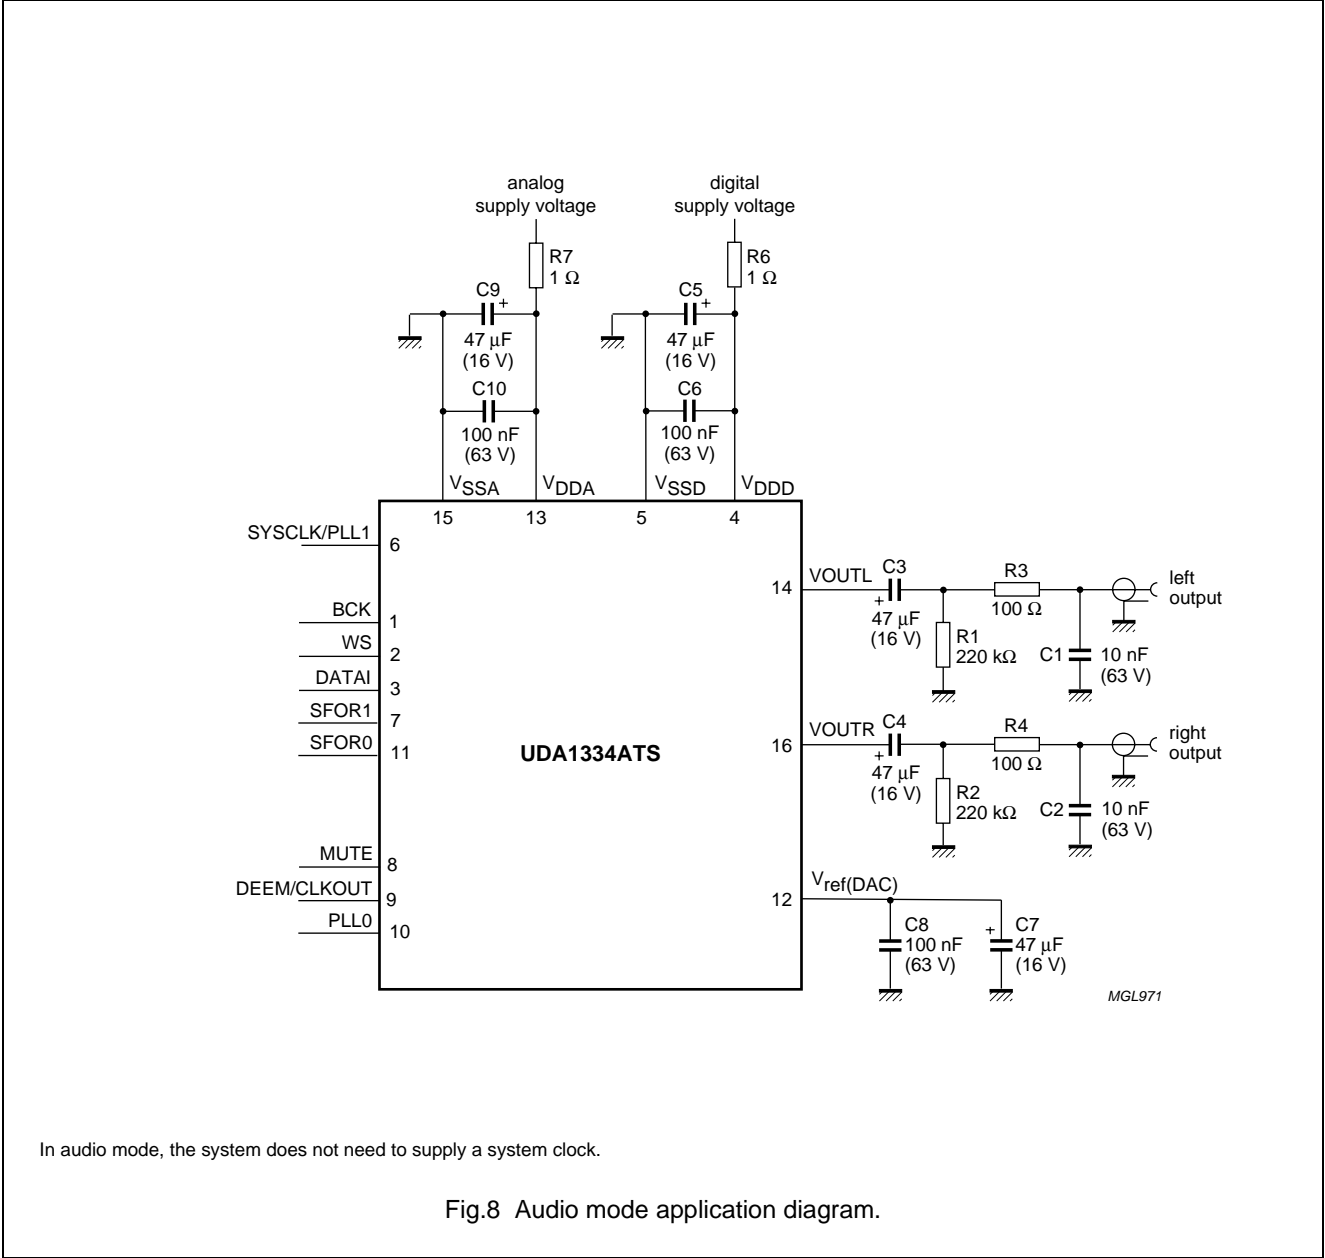 analog
supply voltage
digital
supply voltage
R7
1 Ω
R6
1 Ω
C9
+
47 μF
(16 V)
C5
+
47 μF
(16 V)
C10
100 nF
(63 V)
C6
100 nF
(63 V)
VSSA
VDDA
VSSD
VDDD
15
13
5
4
SYSCLK/PLL1
6
BCK
1
WS
2
DATAI
3
SFOR1
7
SFOR0
11
MUTE
8
DEEM/CLKOUT
9
PLL0
10
UDA1334ATS
14
VOUTL
C3
+
47 μF
(16 V)
R1
220 kΩ
R3
100 Ω
C1
10 nF
(63 V)
left
output
16
VOUTR
C4
+
47 μF
(16 V)
R2
220 kΩ
R4
100 Ω
C2
10 nF
(63 V)
right
output
12
Vref(DAC)
C8
100 nF
(63 V)
+
C7
47 μF
(16 V)
MGL971
In audio mode, the system does not need to supply a system clock.
Fig.8 Audio mode application diagram.